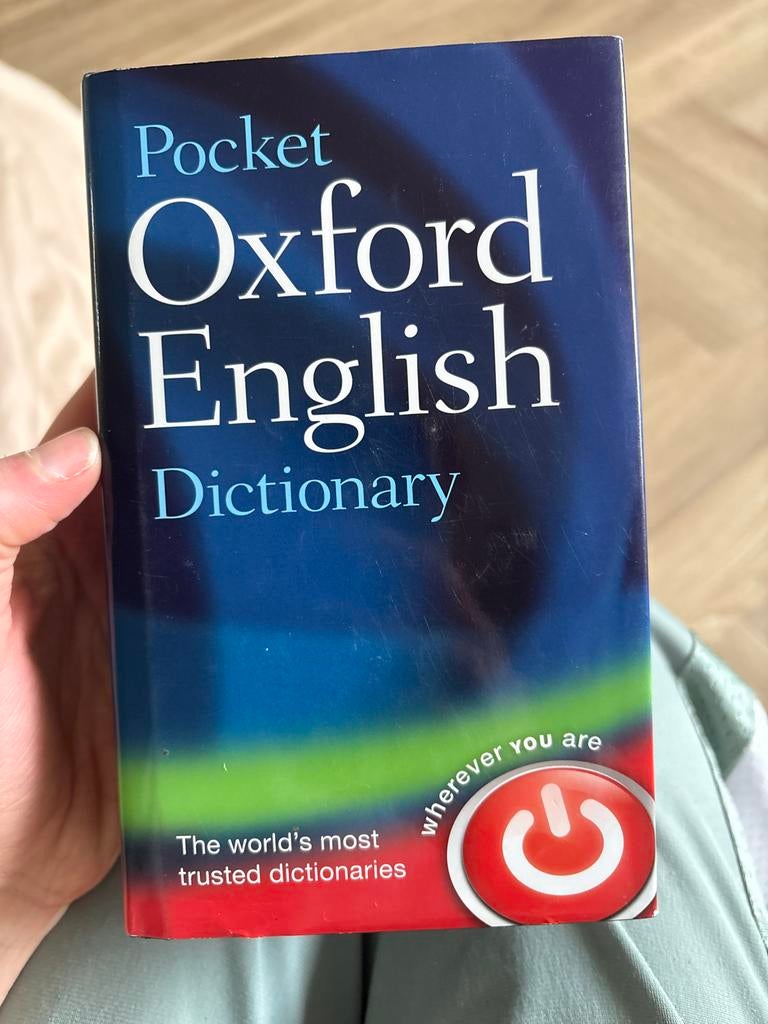 Pocket
Oxford
English
Dictionary
wherever YOU are
The world's most
trusted dictionaries